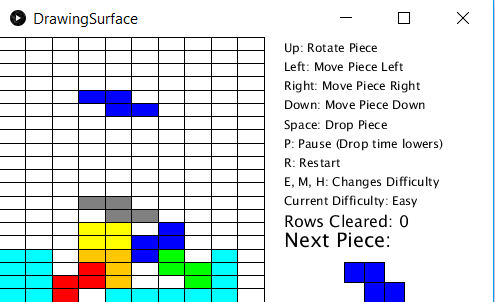 DrawingSurface
Up: Rotate Piece
Left: Move Piece Left
Right: Move Piece Right
Down: Move Piece Down
Space: Drop Piece
P: Pause (Drop time lowers)
R: Restart
E, M, H: Changes Difficulty
Current Difficulty: Easy
Rows Cleared: 0
Next Piece: